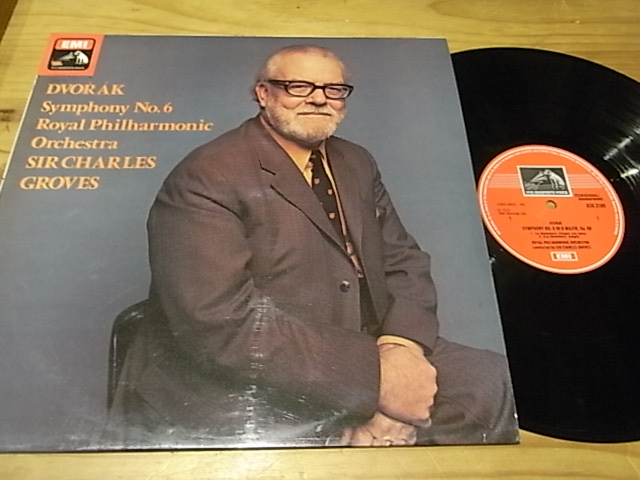 EMI
DVOŘÁK
Symphony No. 6
Royal Philharmonic
Orchestra
SIR CHARLES
GROVES
DVORAK
SYMPHONY NO. 6 IN D MAJOR, Op. 60
ROYAL PHILHARMONIC ORCHESTRA
conducted by SIR CHARLES GROVES
EMI